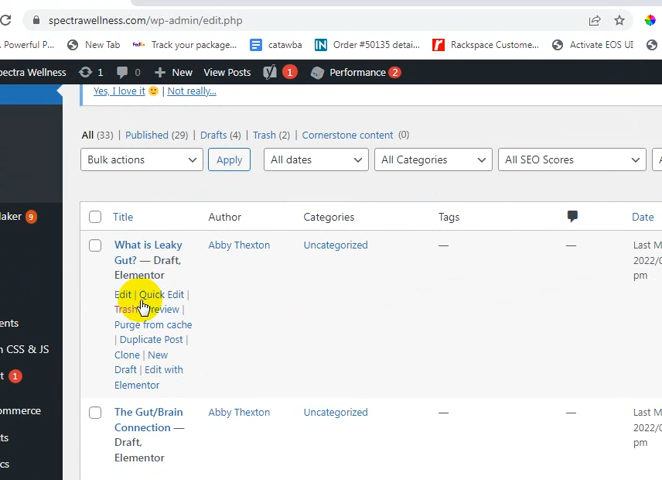 spectrawellness.com/wp-admin/edit.php
Powerful P... New Tab FedEx Track your package... catawba IN Order #50135 detai... Rackspace Custome... Activate EOS UI
ectra Wellness 1 0 New View Posts 1 Performance 2
Yes, I love it Not really...
All (33) | Published (29) | Drafts (4) | Trash (2) | Cornerstone content (0)
Bulk actions Apply All dates All Categories All SEO Scores
aker 9
Title Author Categories Tags Date
What is Leaky Abby Thexton Uncategorized — — Last M
Gut? — Draft, 2022/0
Elementor pm
Edit | Quick Edit |
Trash Preview |
ents Purge from cache
| Duplicate Post |
n CSS & JS Clone | New
t 1 Draft | Edit with
Elementor
ommerce The Gut/Brain Abby Thexton Uncategorized — — Last M
Connection — 2022/0
ts Draft, pm
cs Elementor